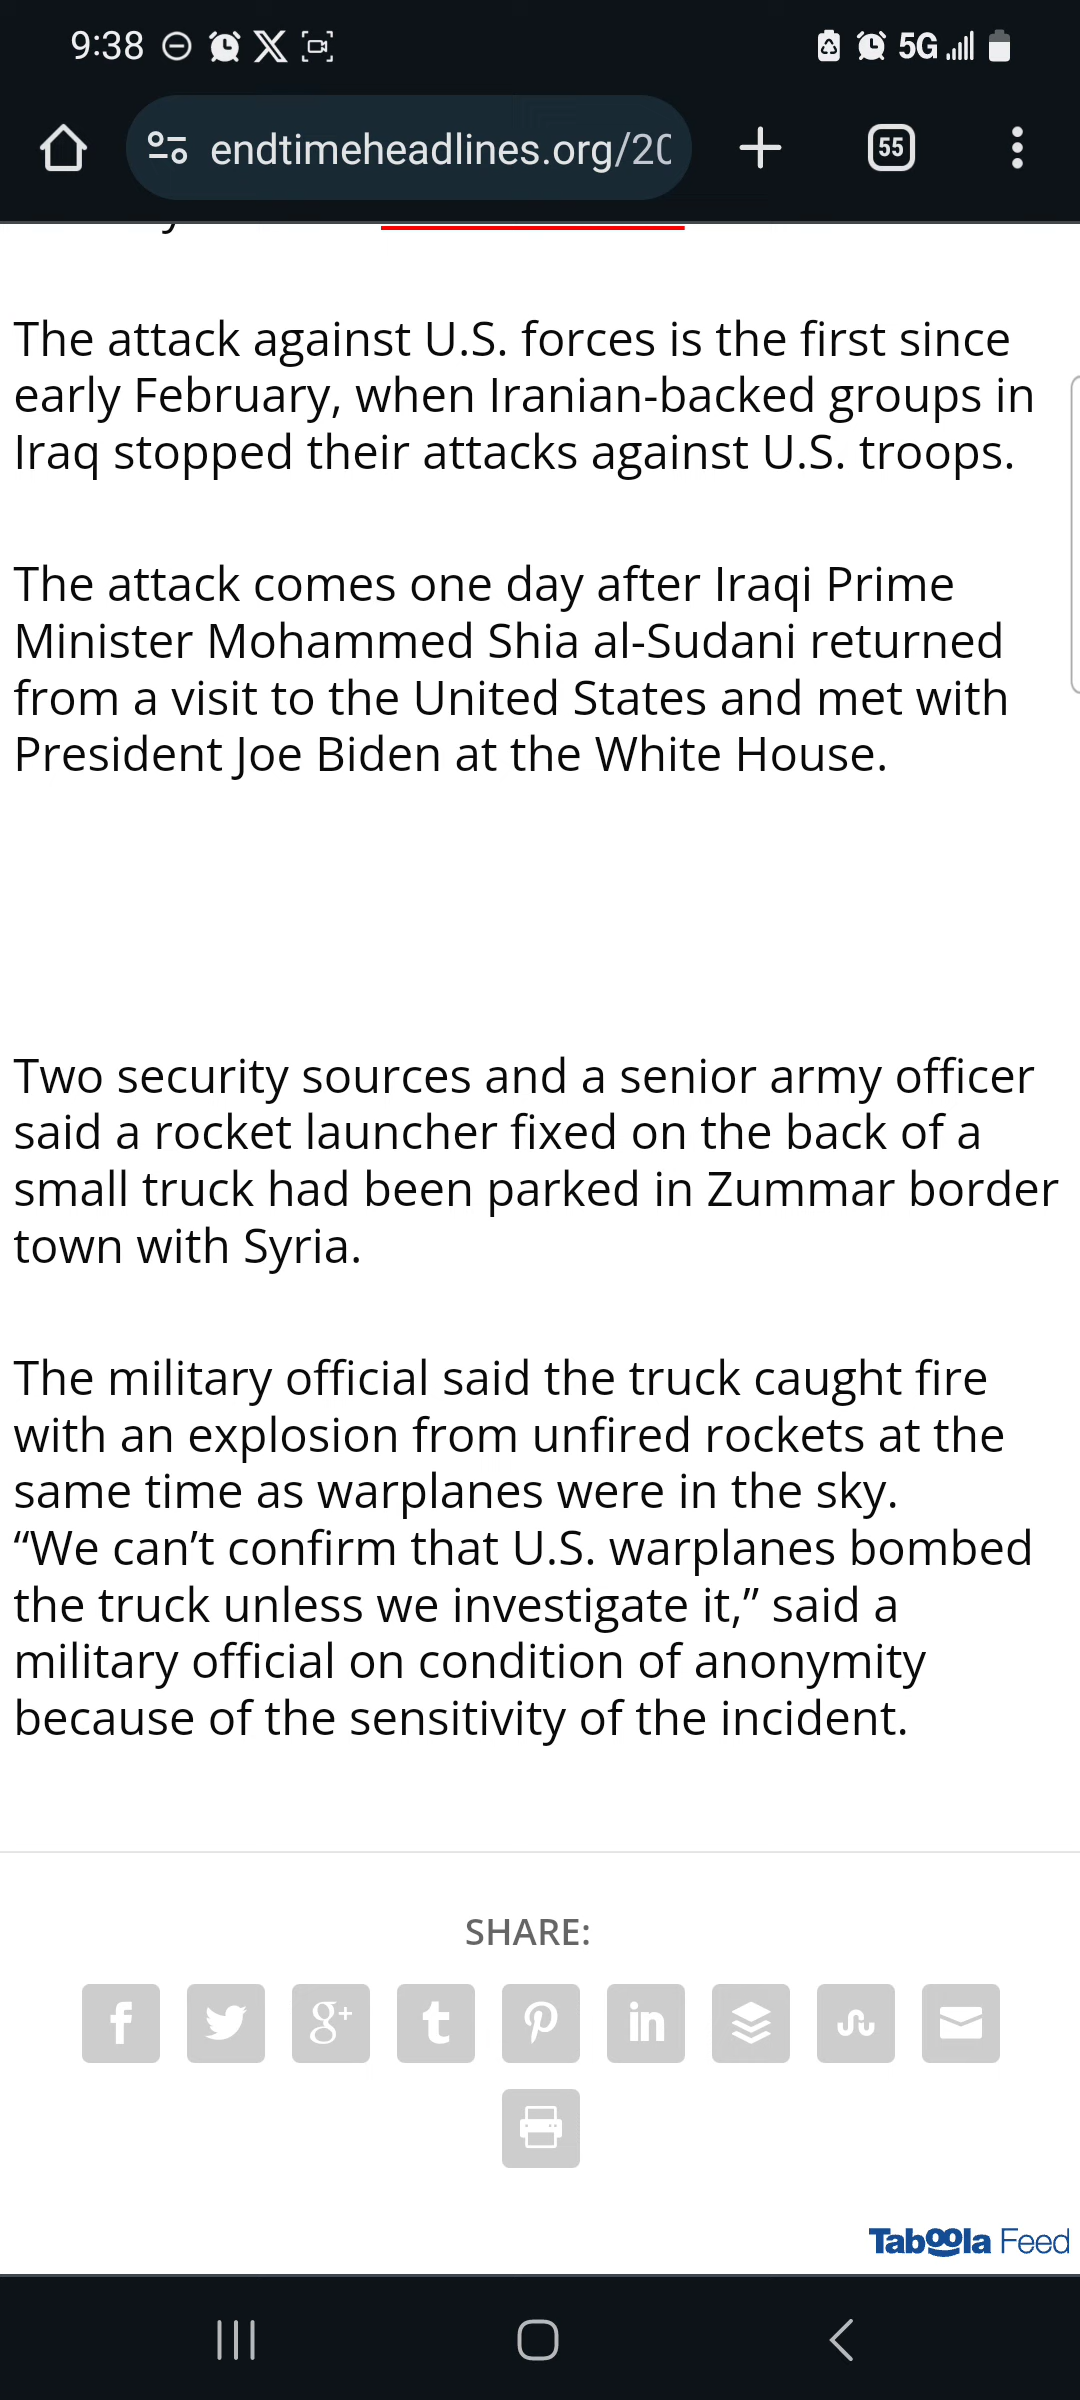 9:38
5G
endtimeheadlines.org/20
55
The attack against U.S. forces is the first since
early February, when Iranian-backed groups in
Iraq stopped their attacks against U.S. troops.
The attack comes one day after Iraqi Prime
Minister Mohammed Shia al-Sudani returned
from a visit to the United States and met with
President Joe Biden at the White House.
Two security sources and a senior army officer
said a rocket launcher fixed on the back of a
small truck had been parked in Zummar border
town with Syria.
The military official said the truck caught fire
with an explosion from unfired rockets at the
same time as warplanes were in the sky.
“We can’t confirm that U.S. warplanes bombed
the truck unless we investigate it,” said a
military official on condition of anonymity
because of the sensitivity of the incident.
SHARE:
Taboola Feed